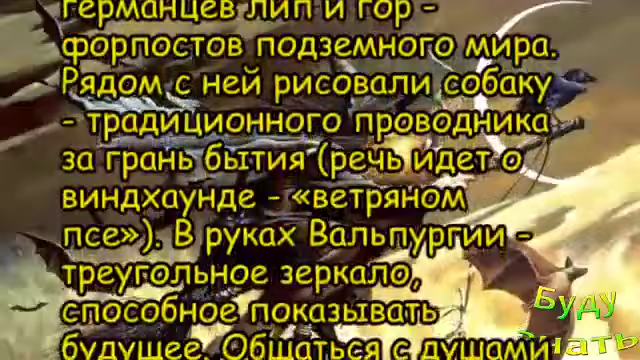 германцев лип и гор -
форпостов подземного мира.
Рядом с ней рисовали собаку
- традиционного проводника
за грань бытия (речь идет о
виндхаунде - «ветряном
псе»). В руках Вальпургии -
треугольное зеркало,
способное показывать
будущее. Общаться с душами
Буду
знать